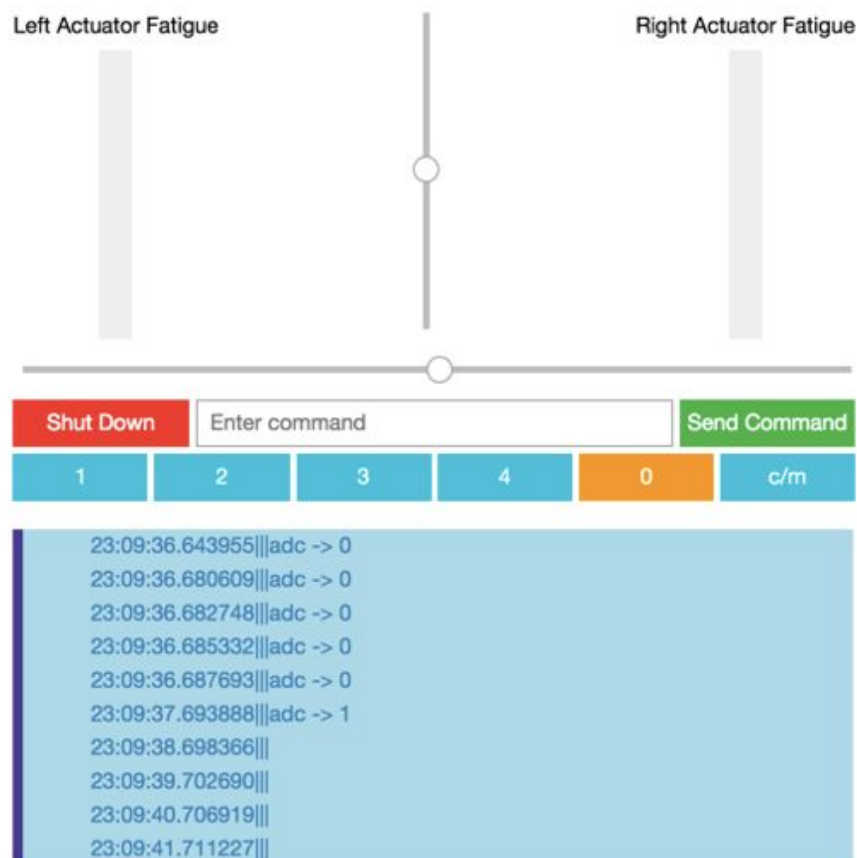 Left Actuator Fatigue Right Actuator Fatigue
Shut Down Enter command Send Command
1 2 3 4 0 c/m
23:09:36.643955|||adc -> 0
23:09:36.680609|||adc -> 0
23:09:36.682748|||adc -> 0
23:09:36.685332|||adc -> 0
23:09:36.687693|||adc -> 0
23:09:37.693888|||adc -> 1
23:09:38.698366|||
23:09:39.702690|||
23:09:40.706919|||
23:09:41.711227|||